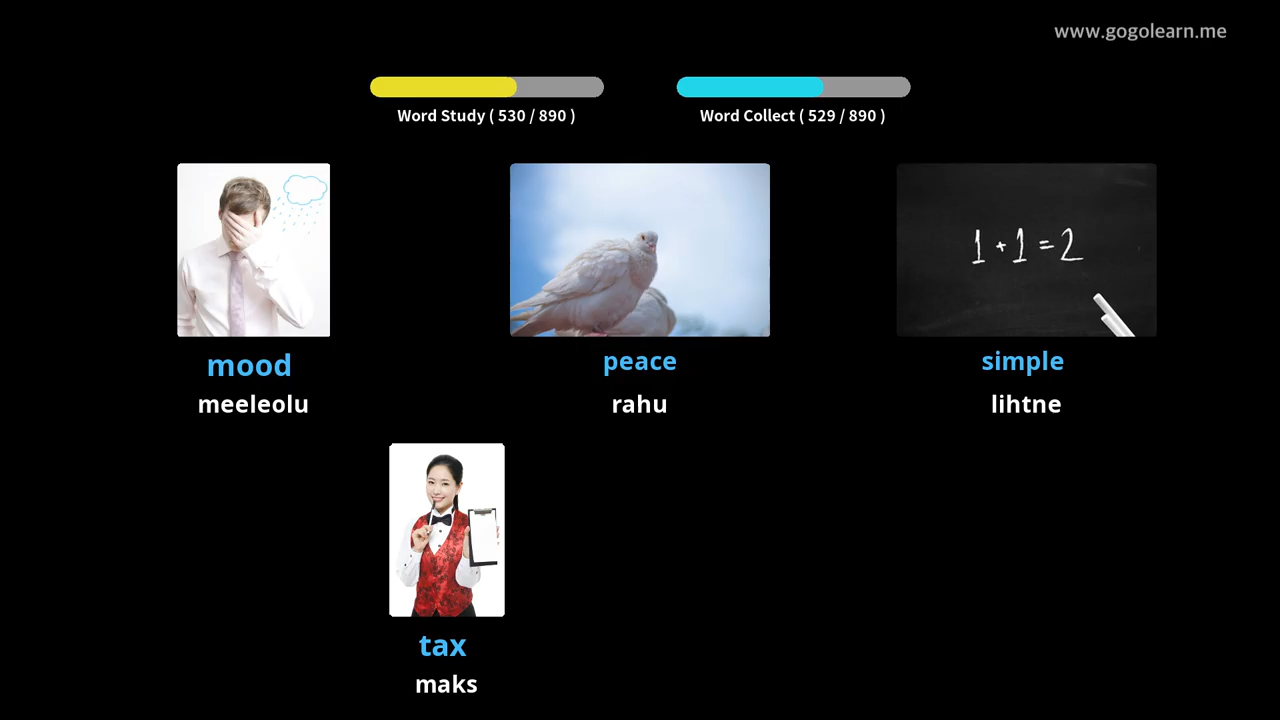 www.gogolearn.me
Word Study ( 530 / 890 )
Word Collect ( 529 / 890 )
1 + 1 = 2
mood
meeleolu
peace
rahu
simple
lihtne
tax
maks